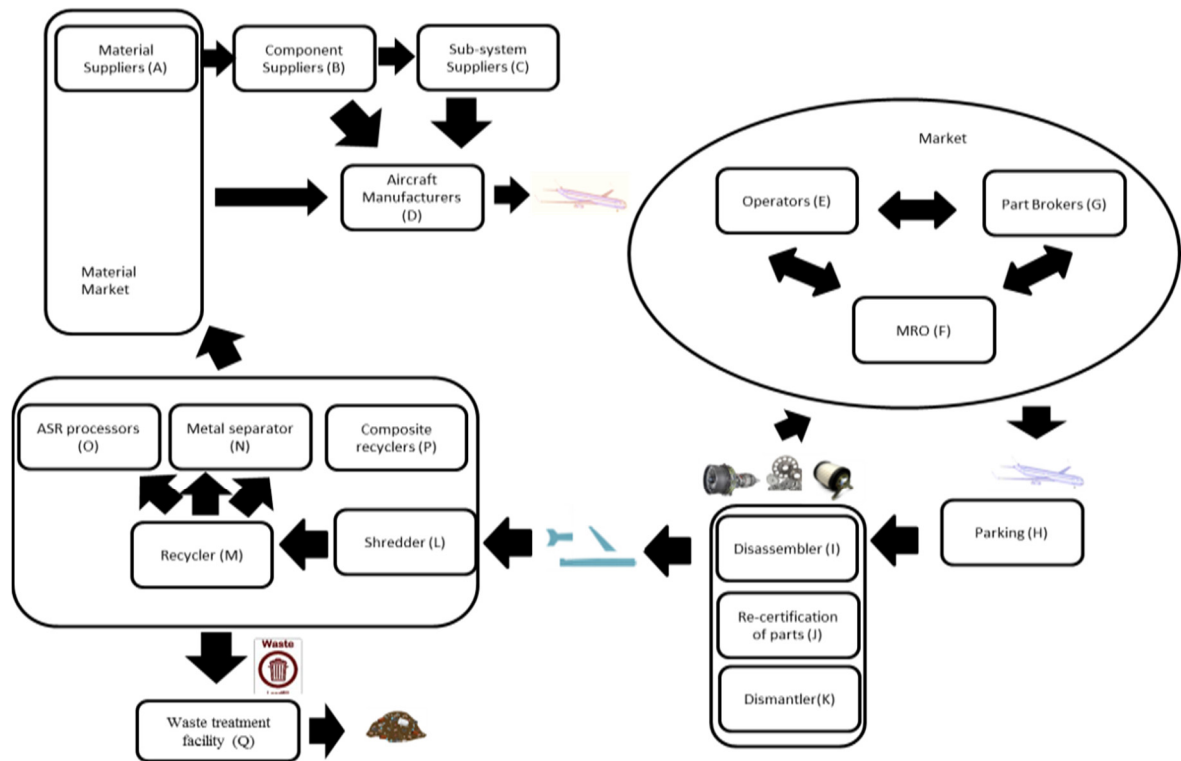 Material
Suppliers (A)
Component
Suppliers (B)
Sub-system
Suppliers (C)
Aircraft
Manufacturers
(D)
Material
Market
Market
Operators (E)
Part Brokers (G)
MRO (F)
ASR processors
(O)
Metal separator
(N)
Composite
recyclers (P)
Recycler (M)
Shredder (L)
Disassembler (I)
Re-certification
of parts (J)
Dismantler(K)
Parking (H)
Waste
Waste treatment
facility (Q)